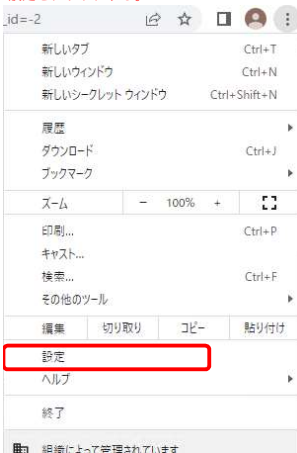 _id=-2
新しいタブ Ctrl+T
新しいウィンドウ Ctrl+N
新しいシークレット ウィンドウ Ctrl+Shift+N
履歴
ダウンロード Ctrl+J
ブックマーク
ズーム - 100% +
印刷... Ctrl+P
キャスト...
検索... Ctrl+F
その他のツール
編集 切り取り コピー 貼り付け
設定
ヘルプ
終了
組織によって管理されています